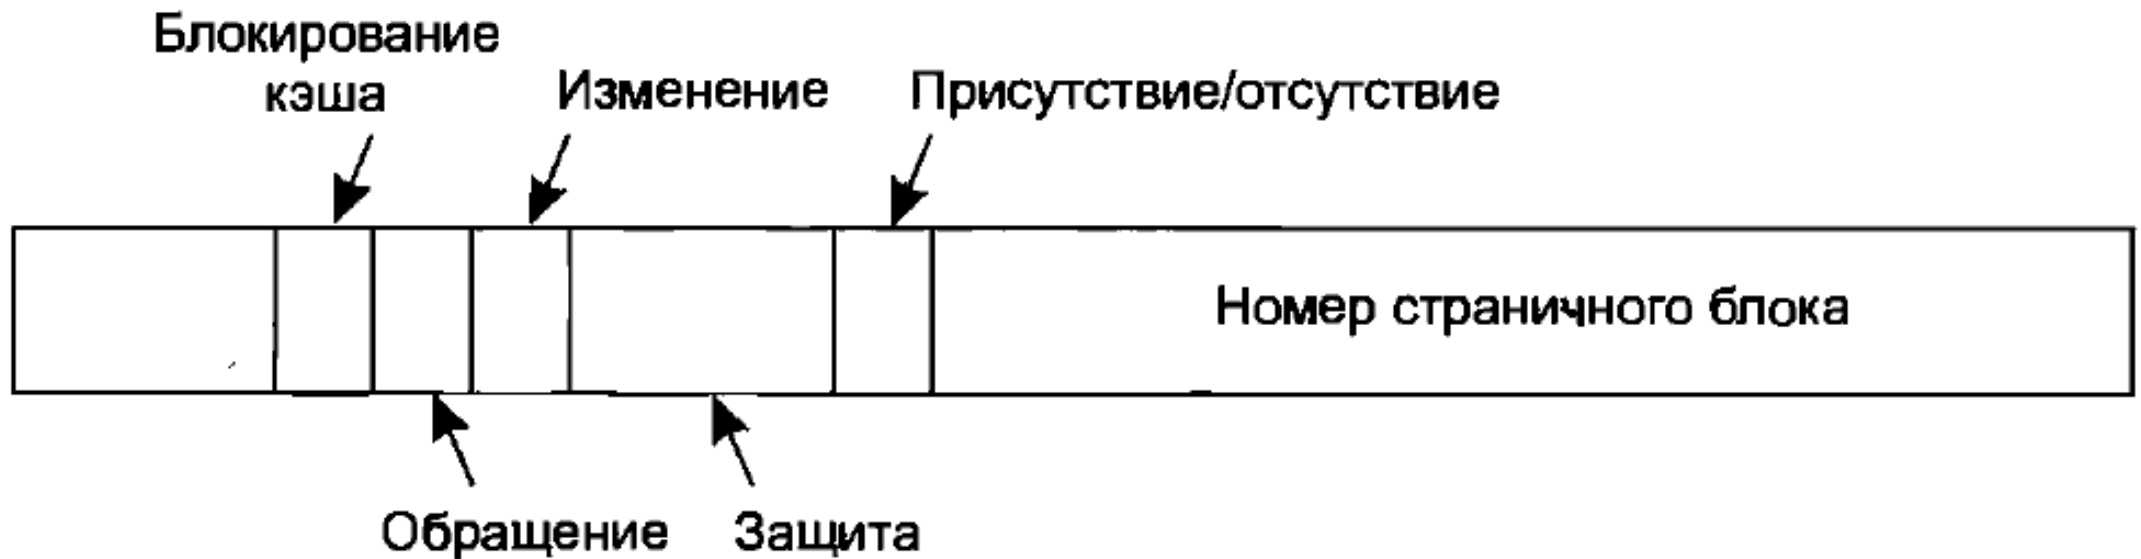 Блокирование
кэша
Изменение
Присутствие/отсутствие
Номер страничного блока
Обращение
Защита